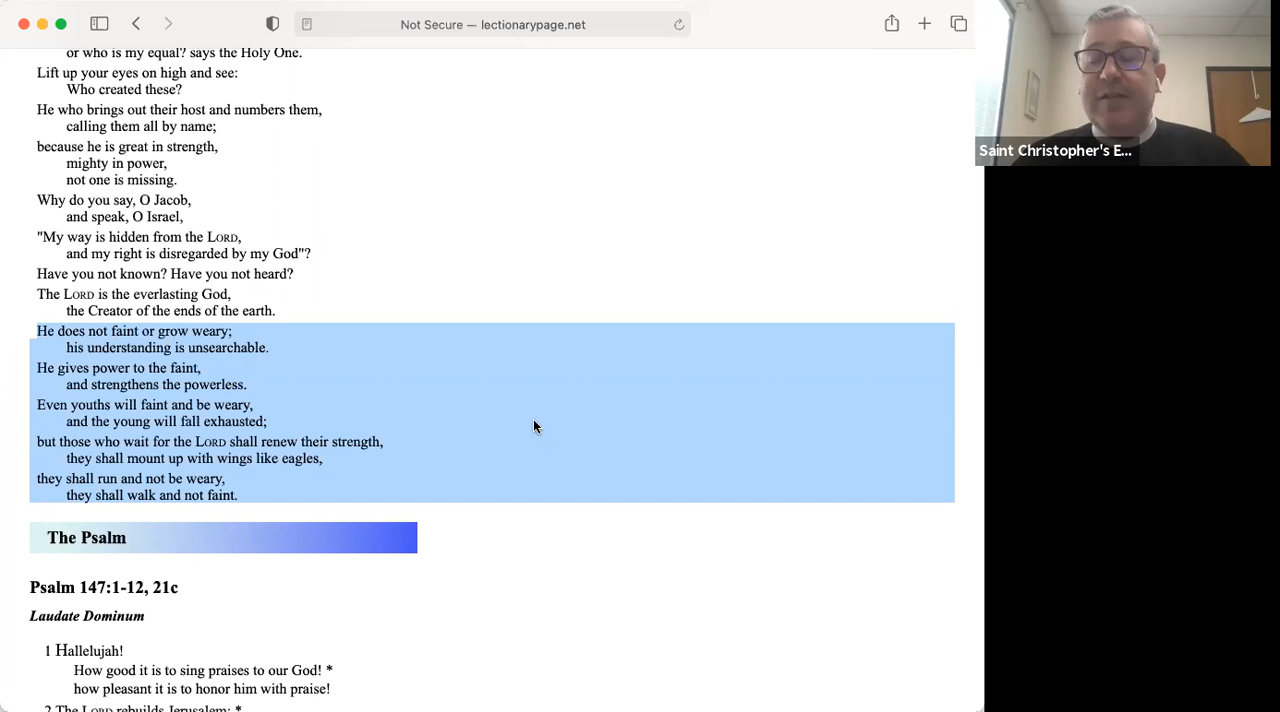 Not Secure — lectionarypage.net
or who is my equal? says the Holy One.
Lift up your eyes on high and see:
Who created these?
He who brings out their host and numbers them,
calling them all by name;
because he is great in strength,
mighty in power,
not one is missing.
Why do you say, O Jacob,
and speak, O Israel,
"My way is hidden from the LORD,
and my right is disregarded by my God"?
Have you not known? Have you not heard?
The LORD is the everlasting God,
the Creator of the ends of the earth.
He does not faint or grow weary;
his understanding is unsearchable.
He gives power to the faint,
and strengthens the powerless.
Even youths will faint and be weary,
and the young will fall exhausted;
but those who wait for the LORD shall renew their strength,
they shall mount up with wings like eagles,
they shall run and not be weary,
they shall walk and not faint.
The Psalm
Psalm 147:1-12, 21c
Laudate Dominum
1 Hallelujah!
How good it is to sing praises to our God! *
how pleasant it is to honor him with praise!
2 The LORD rebuilds Jerusalem; *
Saint Christopher's E...